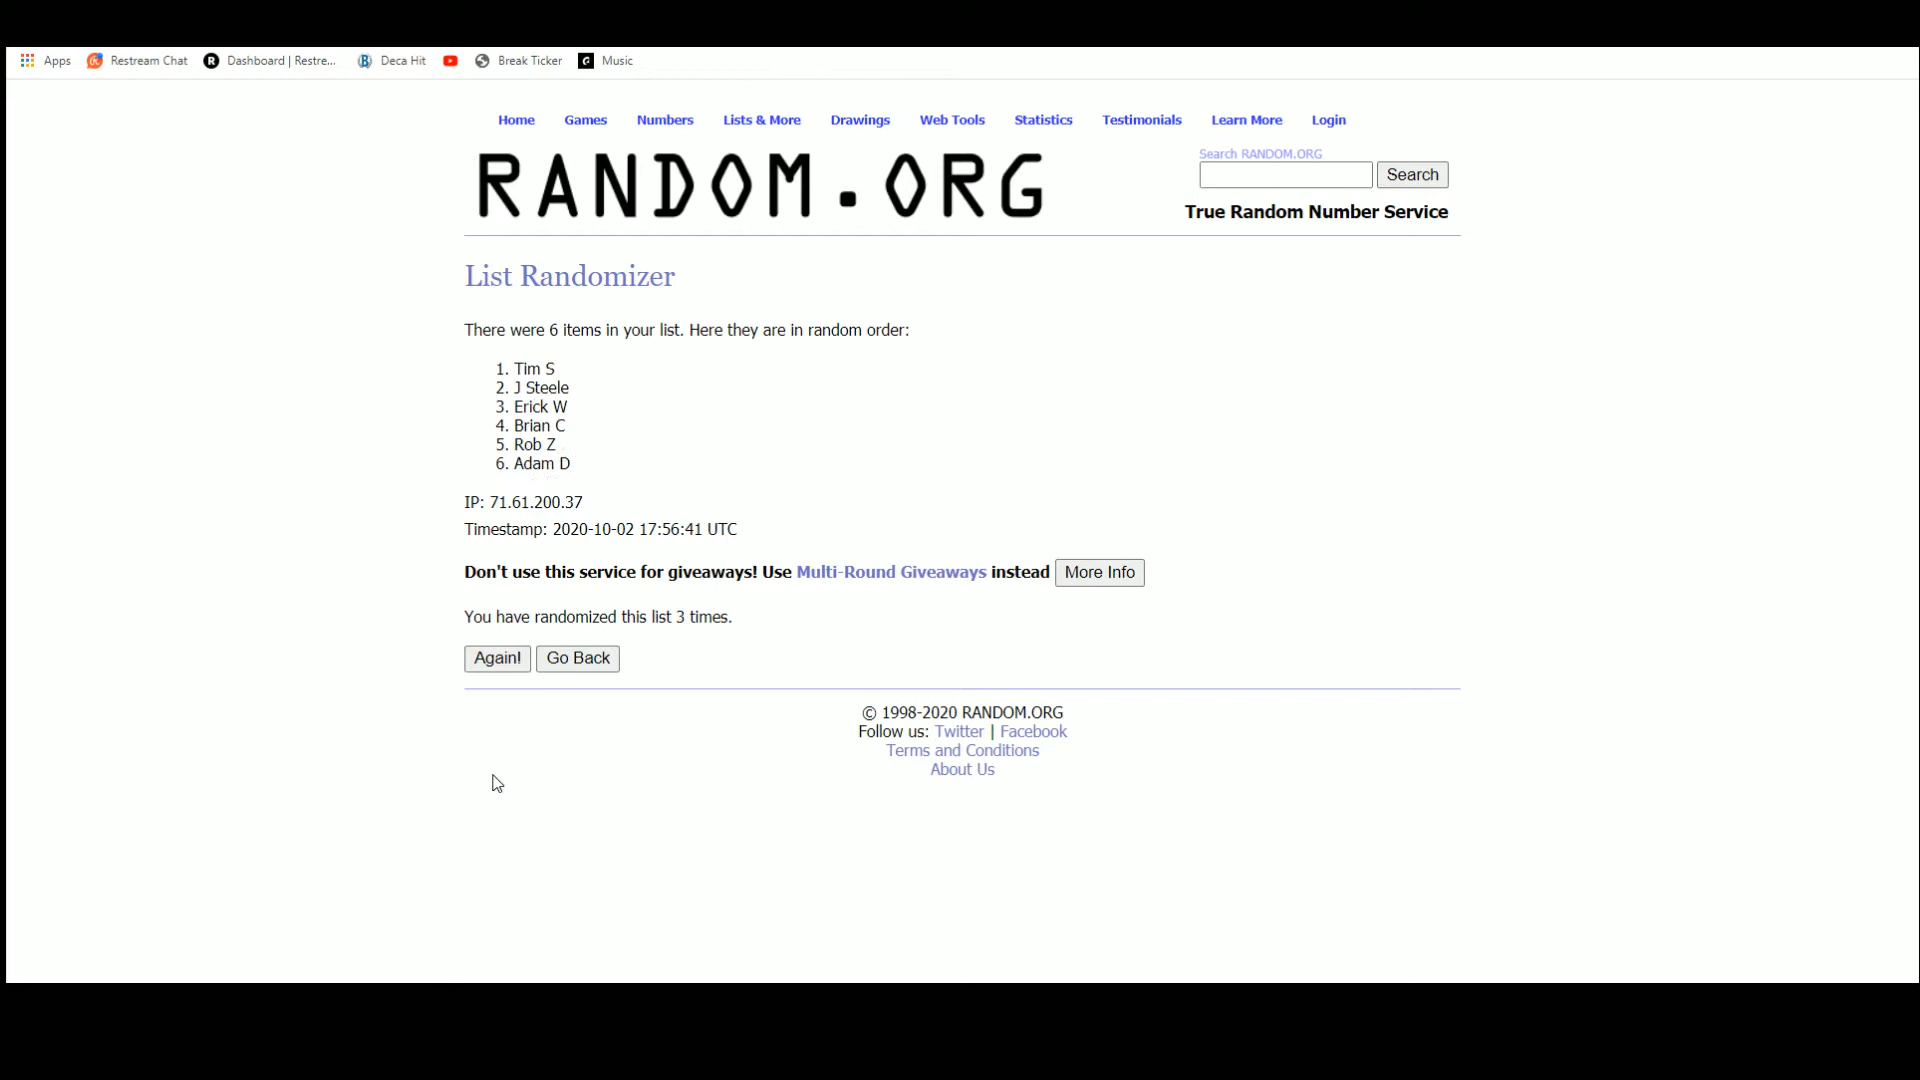 Apps Restream Chat Dashboard | Restre... Deca Hit Break Ticker Music
Home Games Numbers Lists & More Drawings Web Tools Statistics Testimonials Learn More Login
RANDOM.ORG
Search RANDOM.ORG
Search
True Random Number Service
List Randomizer
There were 6 items in your list. Here they are in random order:
1. Tim S
2. J Steele
3. Erick W
4. Brian C
5. Rob Z
6. Adam D
IP: 71.61.200.37
Timestamp: 2020-10-02 17:56:41 UTC
Don't use this service for giveaways! Use Multi-Round Giveaways instead More Info
You have randomized this list 3 times.
Again! Go Back
© 1998-2020 RANDOM.ORG
Follow us: Twitter | Facebook
Terms and Conditions
About Us